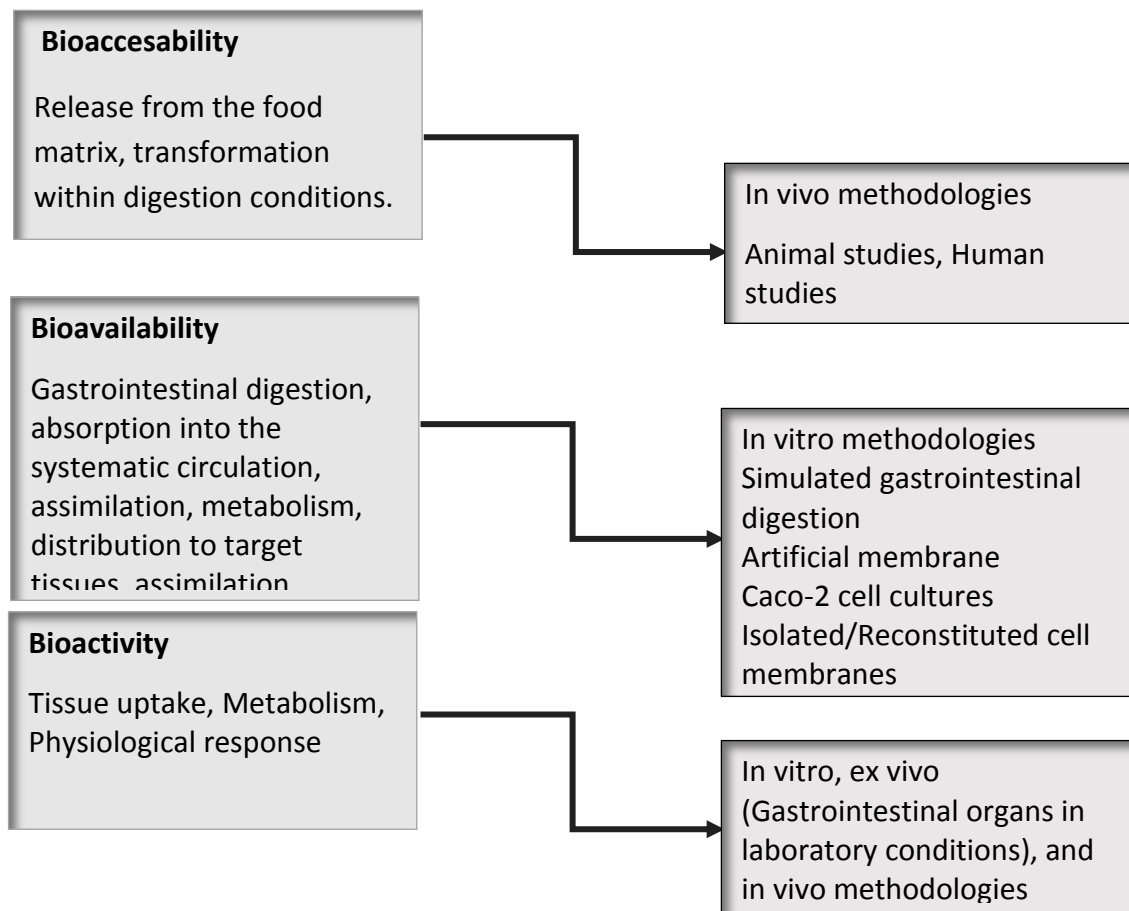 Bioaccesability
Release from the food
matrix, transformation
within digestion conditions.
In vivo methodologies
Animal studies, Human
studies
Bioavailability
Gastrointestinal digestion,
absorption into the
systematic circulation,
assimilation, metabolism,
distribution to target
tissues, assimilation
In vitro methodologies
Simulated gastrointestinal
digestion
Artificial membrane
Caco-2 cell cultures
Isolated/Reconstituted cell
membranes
Bioactivity
Tissue uptake, Metabolism,
Physiological response
In vitro, ex vivo
(Gastrointestinal organs in
laboratory conditions), and
in vivo methodologies